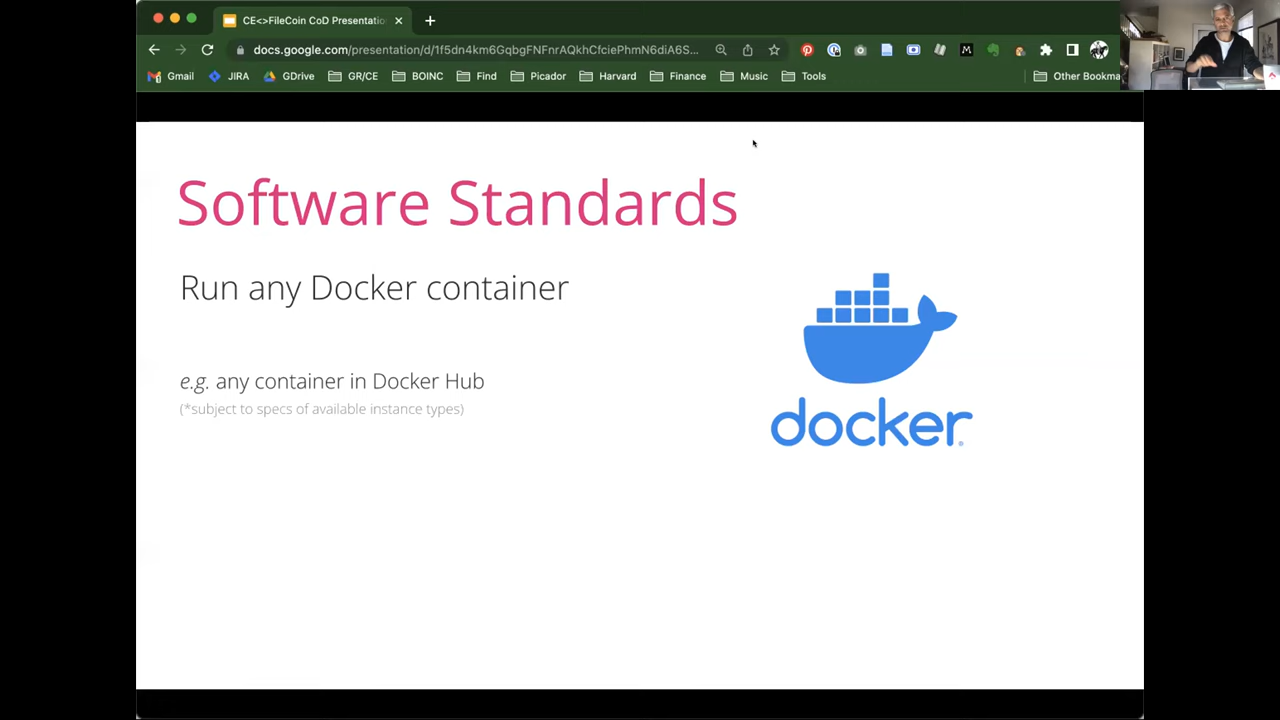 CE<>FileCoin CoD Presentatio
docs.google.com/presentation/d/1f5dn4km6GqbgFNFnrAQkhCfciePhmN6diA6S...
Gmail JIRA GDrive GR/CE BOINC Find Picador Harvard Finance Music Tools Other Bookma
Software Standards
Run any Docker container
e.g. any container in Docker Hub
(*subject to specs of available instance types)
docker